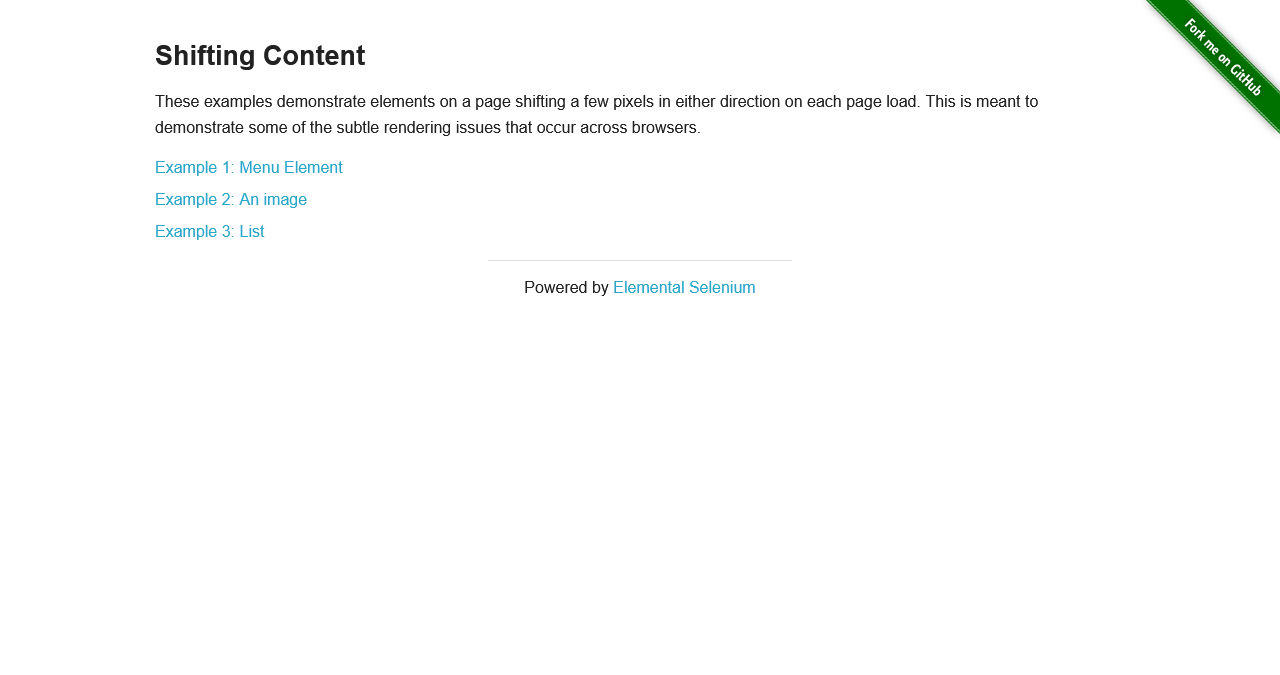 Fork me on GitHub
Shifting Content
These examples demonstrate elements on a page shifting a few pixels in either direction on each page load. This is meant to
demonstrate some of the subtle rendering issues that occur across browsers.
Example 1: Menu Element
Example 2: An image
Example 3: List
Powered by Elemental Selenium